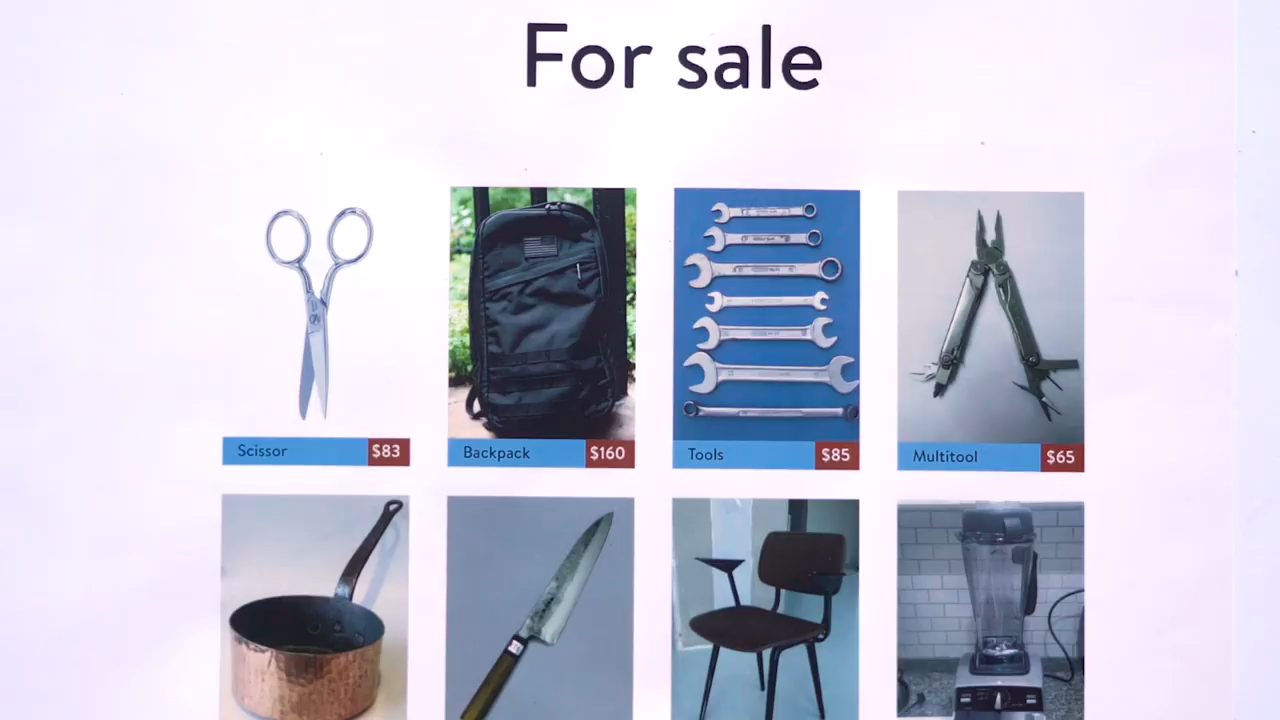 For sale
Scissor $83
Backpack $160
Tools $85
Multitool $65